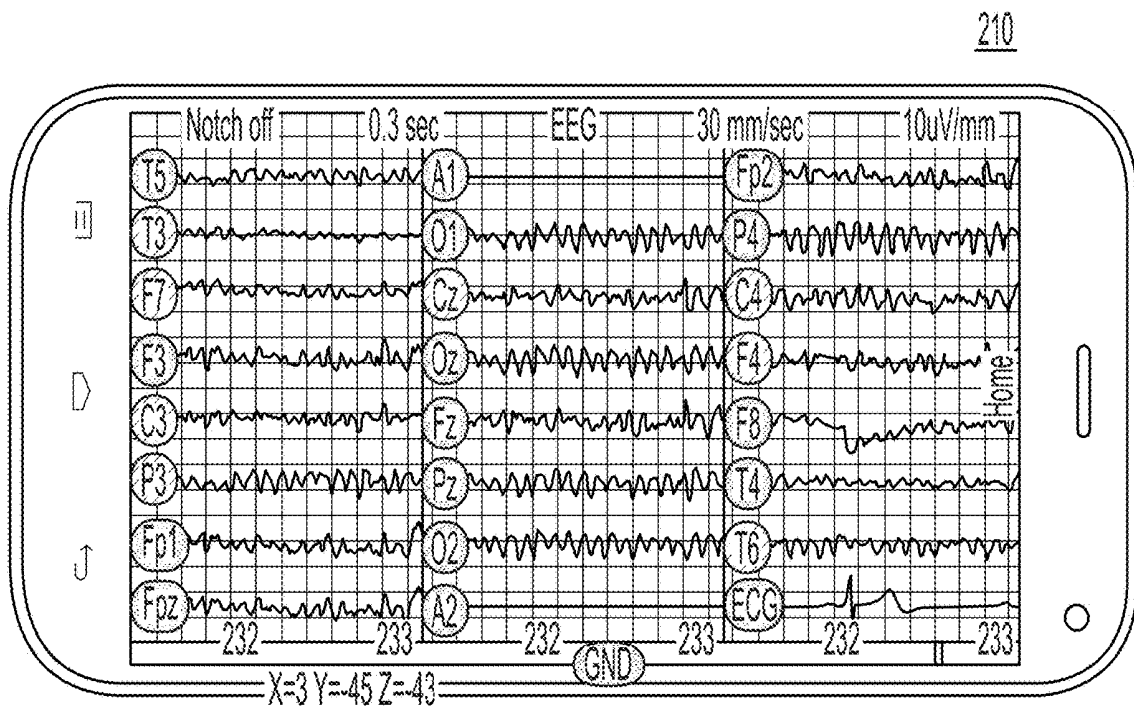 210
Notch off 0.3 sec EEG 30 mm/sec 10uV/mm
T5 A1 Fp2
T3 O1 P4
F7 Cz C4
F3 Oz F4
Home
C3 Fz F8
P3 Pz T4
Fp1 O2 T6
Fpz A2 ECG
232 233 232 233 232 233
GND
X=3 Y=-45 Z=-43